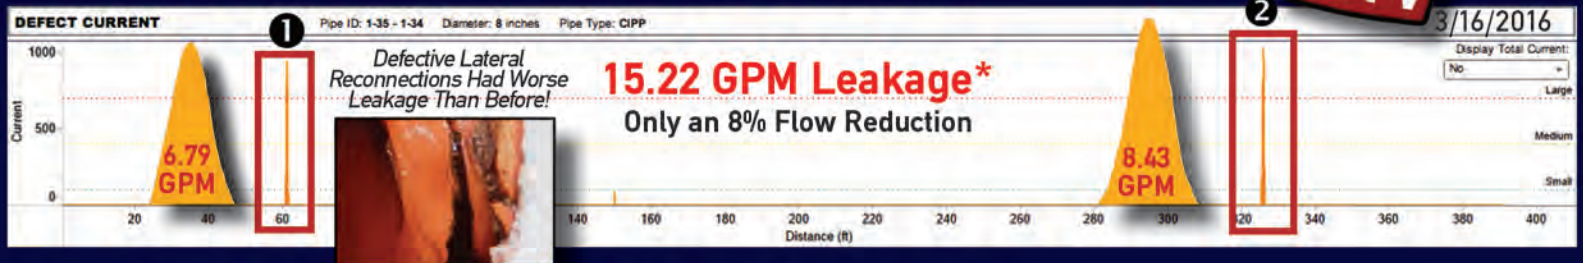 DEFECT CURRENT
Pipe ID: 1-35 - 1-34 Diameter: 8 inches Pipe Type: CIPP
1
2
3/16/2016
Display Total Current:
No
Large
Medium
Small
Current
1000
500
0
6.79
GPM
Defective Lateral
Reconnections Had Worse
Leakage Than Before!
15.22 GPM Leakage*
Only an 8% Flow Reduction
8.43
GPM
20 40 60 140 160 180 200 220 240 260 280 300 320 340 360 380 400
Distance (ft)